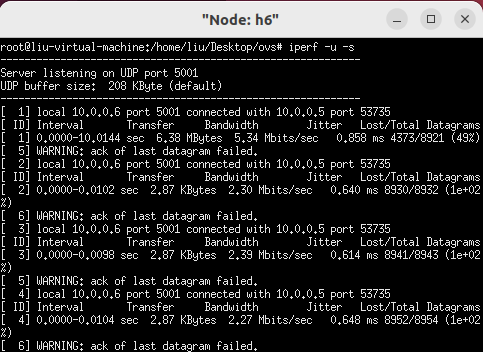 "Node: h6"
root@liu-virtual-machine:/home/liu/Desktop/ovs# iperf -u -s
------------------------------------------------------------
Server listening on UDP port 5001
UDP buffer size:  208 KByte (default)
------------------------------------------------------------
[  1] local 10.0.0.6 port 5001 connected with 10.0.0.5 port 53735
[ ID] Interval       Transfer     Bandwidth        Jitter   Lost/Total Datagrams
[  1] 0.0000-10.0144 sec  6.38 MBytes  5.34 Mbits/sec   0.858 ms 4373/8921 (49%)
[  5] WARNING: ack of last datagram failed.
[  2] local 10.0.0.6 port 5001 connected with 10.0.0.5 port 53735
[ ID] Interval       Transfer     Bandwidth        Jitter   Lost/Total Datagrams
[  2] 0.0000-0.0102 sec  2.87 KBytes  2.30 Mbits/sec   0.640 ms 8930/8932 (1e+02
%)
[  6] WARNING: ack of last datagram failed.
[  3] local 10.0.0.6 port 5001 connected with 10.0.0.5 port 53735
[ ID] Interval       Transfer     Bandwidth        Jitter   Lost/Total Datagrams
[  3] 0.0000-0.0098 sec  2.87 KBytes  2.39 Mbits/sec   0.614 ms 8941/8943 (1e+02
%)
[  5] WARNING: ack of last datagram failed.
[  4] local 10.0.0.6 port 5001 connected with 10.0.0.5 port 53735
[ ID] Interval       Transfer     Bandwidth        Jitter   Lost/Total Datagrams
[  4] 0.0000-0.0104 sec  2.87 KBytes  2.27 Mbits/sec   0.648 ms 8952/8954 (1e+02
%)
[  6] WARNING: ack of last datagram failed.